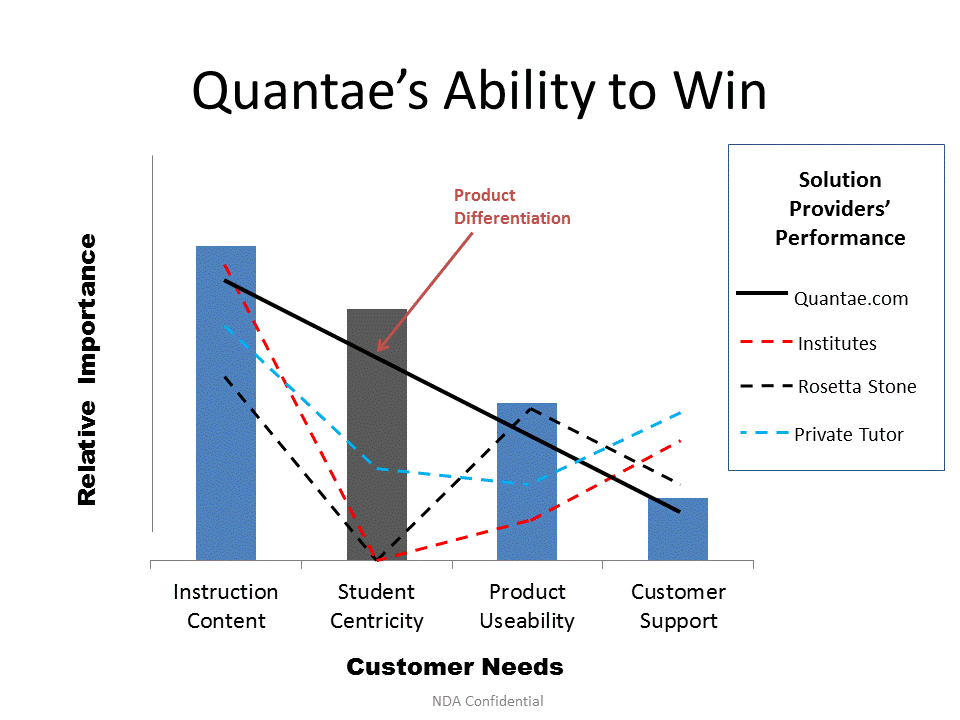 Quantae’s Ability to Win
Product
Differentiation
Relative Importance
Solution
Providers’
Performance
Quantae.com
Institutes
Rosetta Stone
Private Tutor
Instruction
Content
Student
Centricity
Product
Useability
Customer
Support
Customer Needs
NDA Confidential